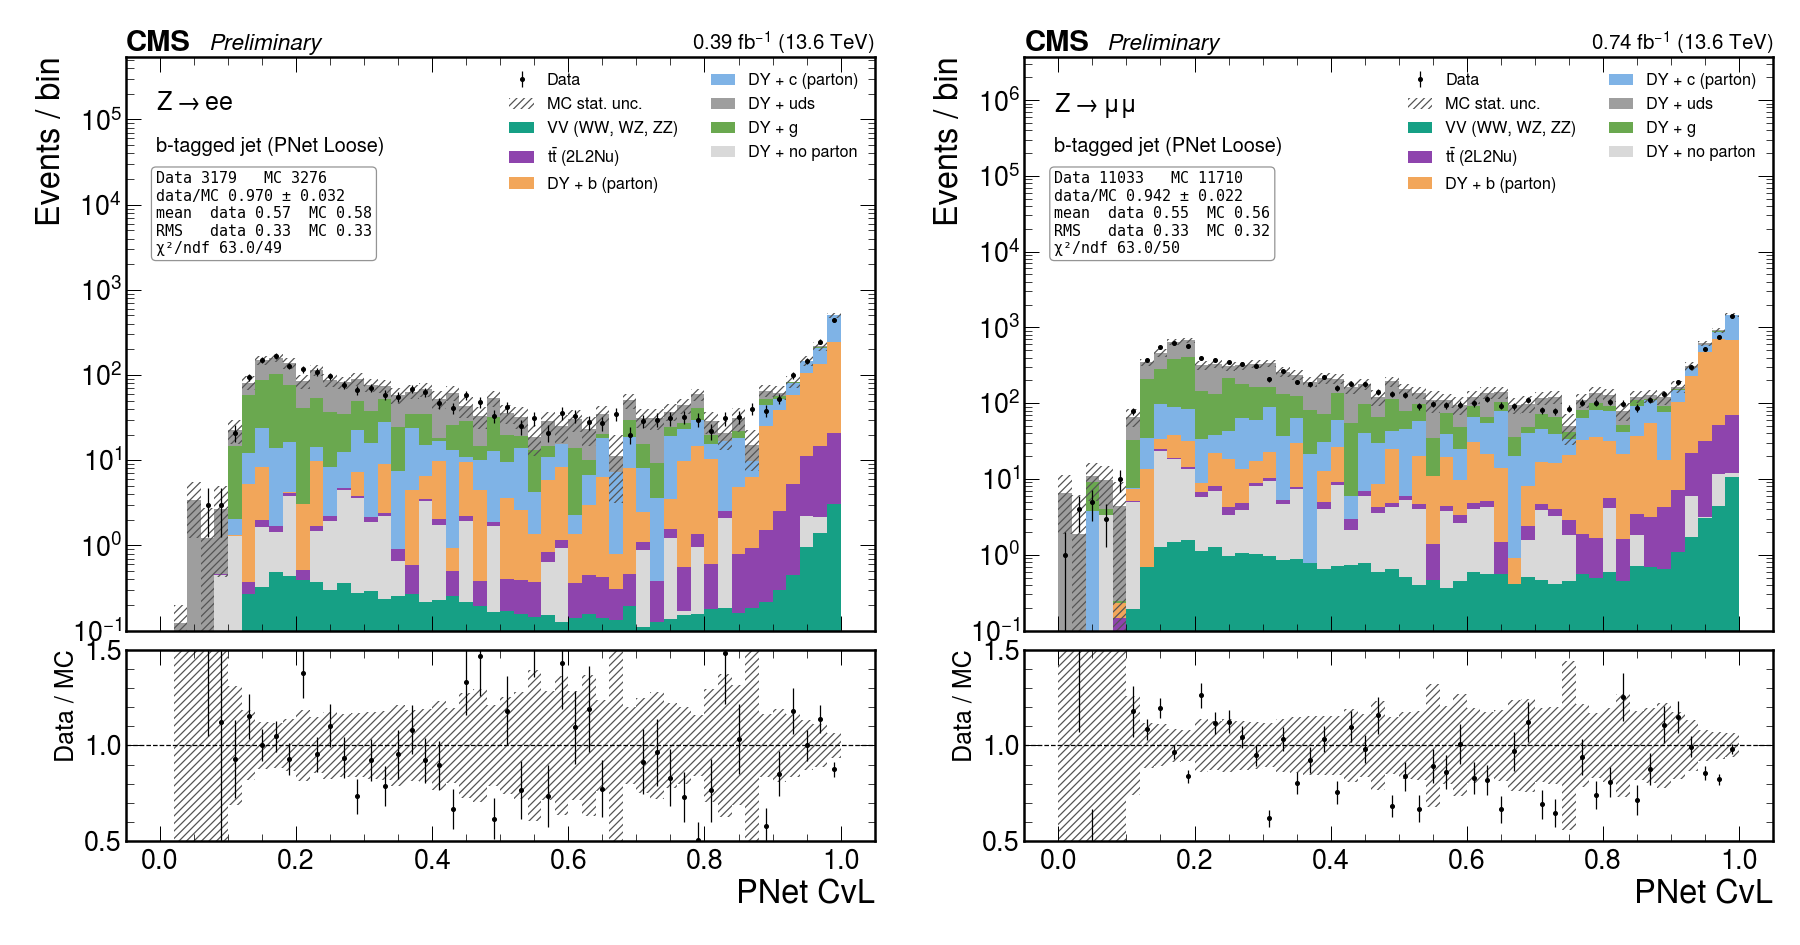 CMS Preliminary 0.39 fb⁻¹ (13.6 TeV)
Events / bin
Z → ee
b-tagged jet (PNet Loose)
Data 3179 MC 3276
data/MC 0.970 ± 0.032
mean data 0.57 MC 0.58
RMS data 0.33 MC 0.33
χ²/ndf 63.0/49
Data
MC stat. unc.
VV (WW, WZ, ZZ)
tt̄ (2L2Nu)
DY + b (parton)
DY + c (parton)
DY + uds
DY + g
DY + no parton
10⁵
10⁴
10³
10²
10¹
10⁰
10⁻¹
Data / MC
1.5
1.0
0.5
0.0 0.2 0.4 0.6 0.8 1.0
PNet CvL
CMS Preliminary 0.74 fb⁻¹ (13.6 TeV)
Events / bin
Z → μμ
b-tagged jet (PNet Loose)
Data 11033 MC 11710
data/MC 0.942 ± 0.022
mean data 0.55 MC 0.56
RMS data 0.33 MC 0.32
χ²/ndf 63.0/50
Data
MC stat. unc.
VV (WW, WZ, ZZ)
tt̄ (2L2Nu)
DY + b (parton)
DY + c (parton)
DY + uds
DY + g
DY + no parton
10⁶
10⁵
10⁴
10³
10²
10¹
10⁰
10⁻¹
Data / MC
1.5
1.0
0.5
0.0 0.2 0.4 0.6 0.8 1.0
PNet CvL